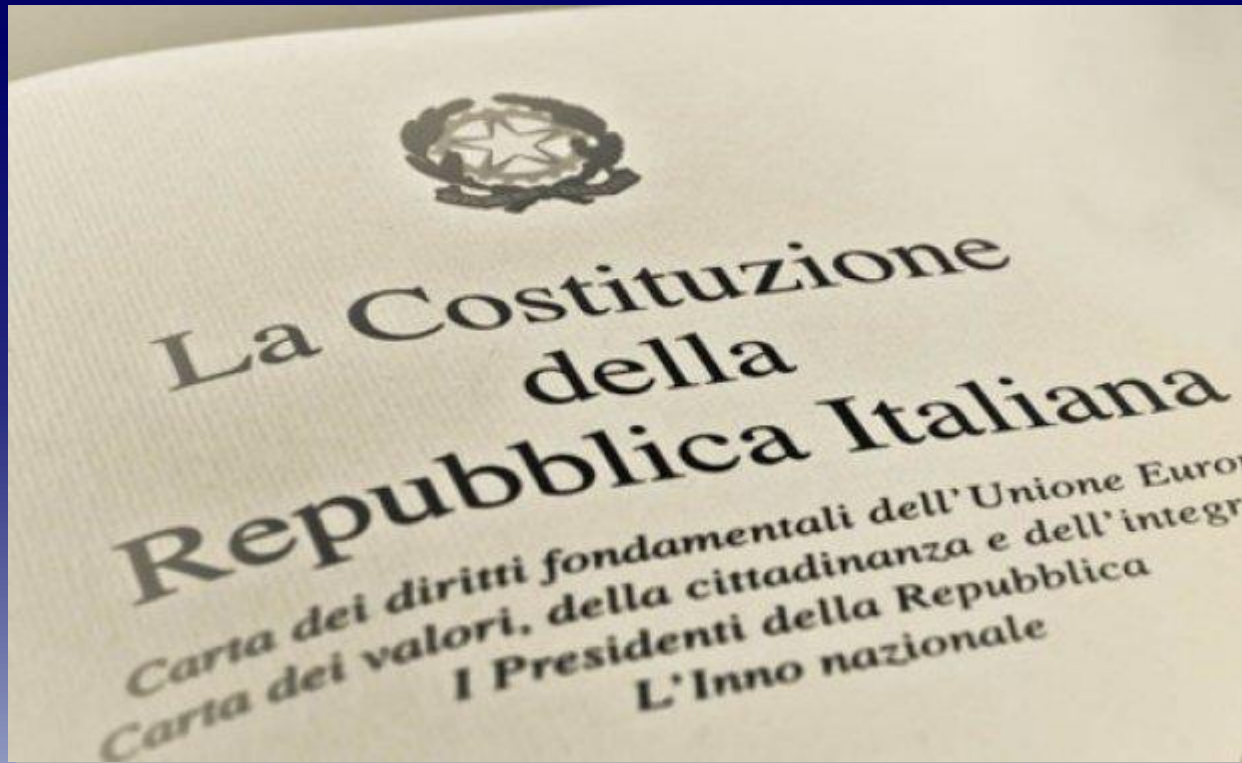 La Costituzione
della
Repubblica Italiana
Carta dei diritti fondamentali dell'Unione
Carta dei valori, della cittadinanza e dell'
I Presidenti della Repubblica
L'Inno nazionale